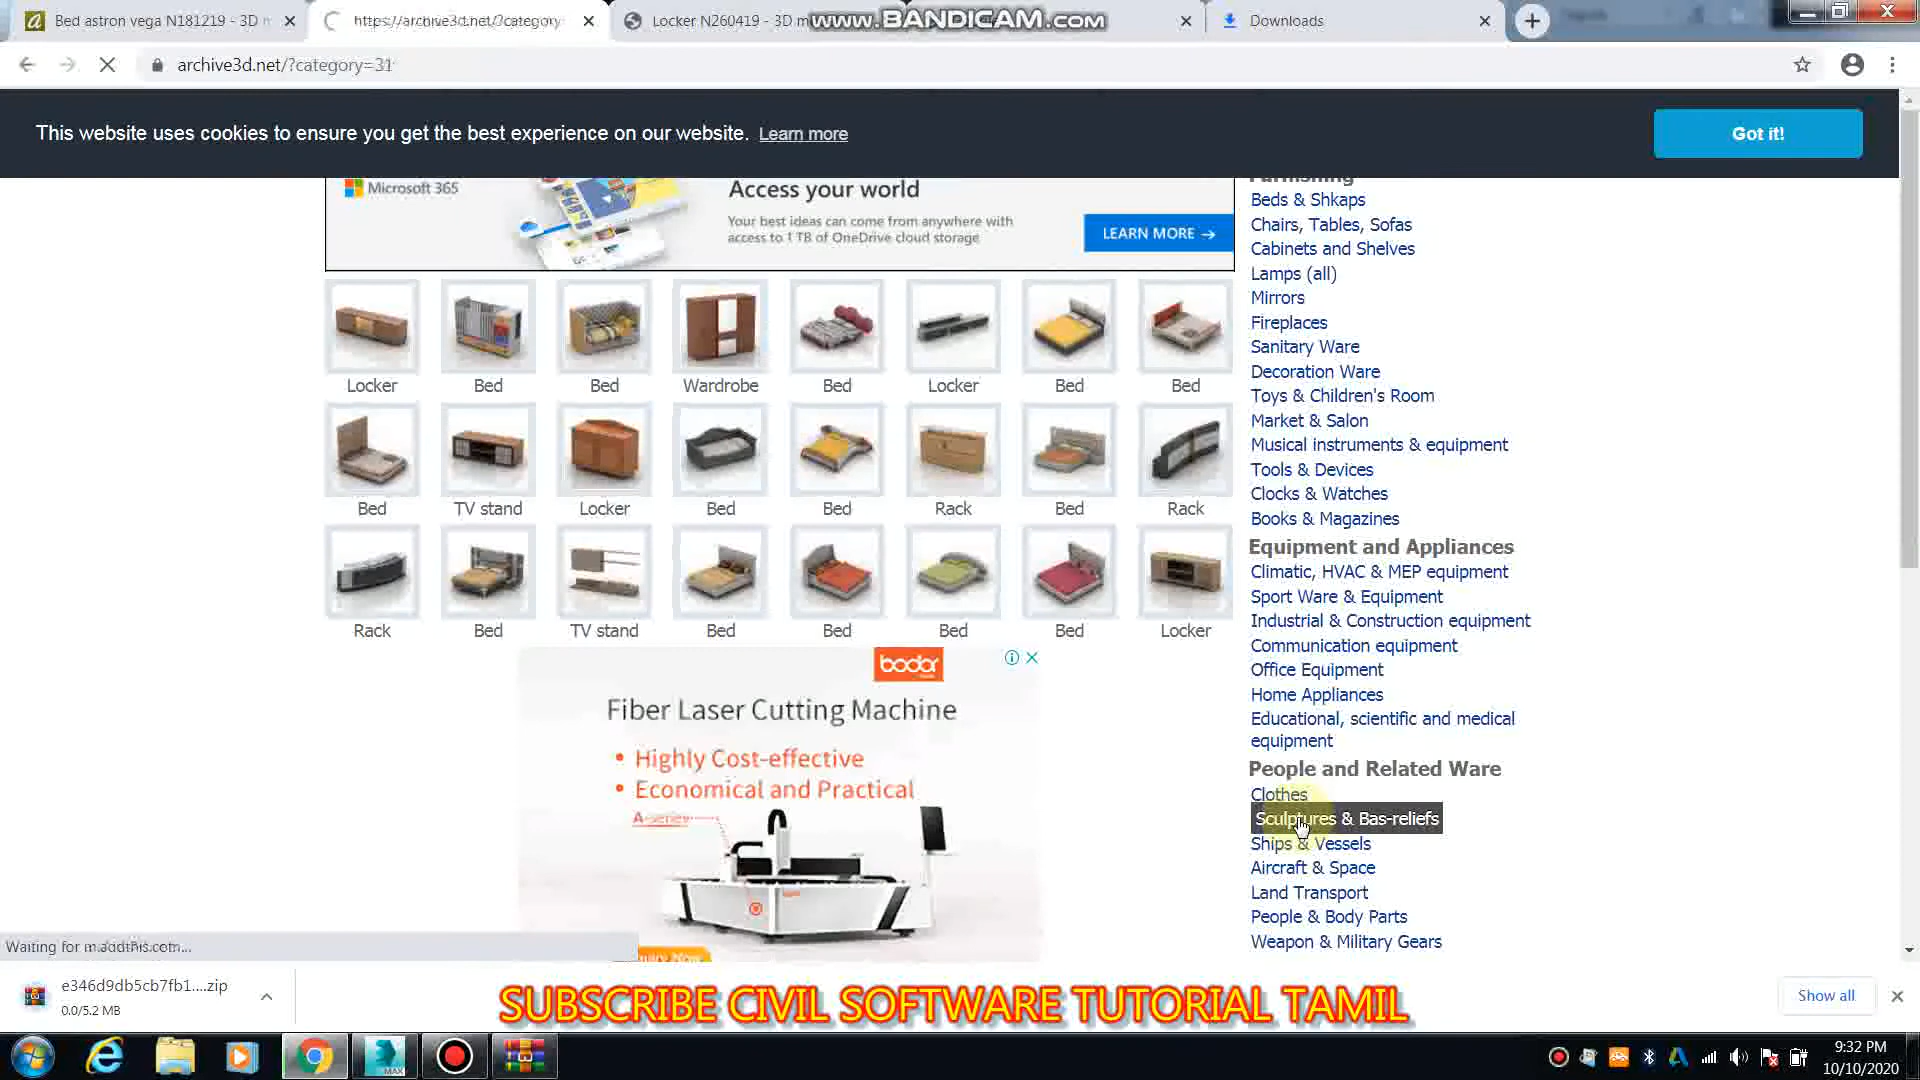 Bed astron vega N181219 - 3D m
https://archive3d.net/?category
Locker N260419 - 3D m
www.BANDICAM.com
Downloads
archive3d.net/?category=31
This website uses cookies to ensure you get the best experience on our website. Learn more
Got it!
Microsoft 365
Access your world
Your best ideas can come from anywhere with
access to 1 TB of OneDrive cloud storage
LEARN MORE →
Furnishing
Beds & Shkaps
Chairs, Tables, Sofas
Cabinets and Shelves
Lamps (all)
Mirrors
Fireplaces
Sanitary Ware
Decoration Ware
Toys & Children's Room
Market & Salon
Musical instruments & equipment
Tools & Devices
Clocks & Watches
Books & Magazines
Equipment and Appliances
Climatic, HVAC & MEP equipment
Sport Ware & Equipment
Industrial & Construction equipment
Communication equipment
Office Equipment
Home Appliances
Educational, scientific and medical
equipment
People and Related Ware
Clothes
Sculptures & Bas-reliefs
Ships & Vessels
Aircraft & Space
Land Transport
People & Body Parts
Weapon & Military Gears
Locker Bed Bed Wardrobe Bed Locker Bed Bed
Bed TV stand Locker Bed Bed Rack Bed Rack
Rack Bed TV stand Bed Bed Bed Bed Locker
bodor
Fiber Laser Cutting Machine
• Highly Cost-effective
• Economical and Practical
A-series
Inquiry Now
Waiting for m.addthis.com...
e346d9db5cb7fb1....zip
0.0/5.2 MB
SUBSCRIBE CIVIL SOFTWARE TUTORIAL TAMIL
Show all
MAX
9:32 PM
10/10/2020